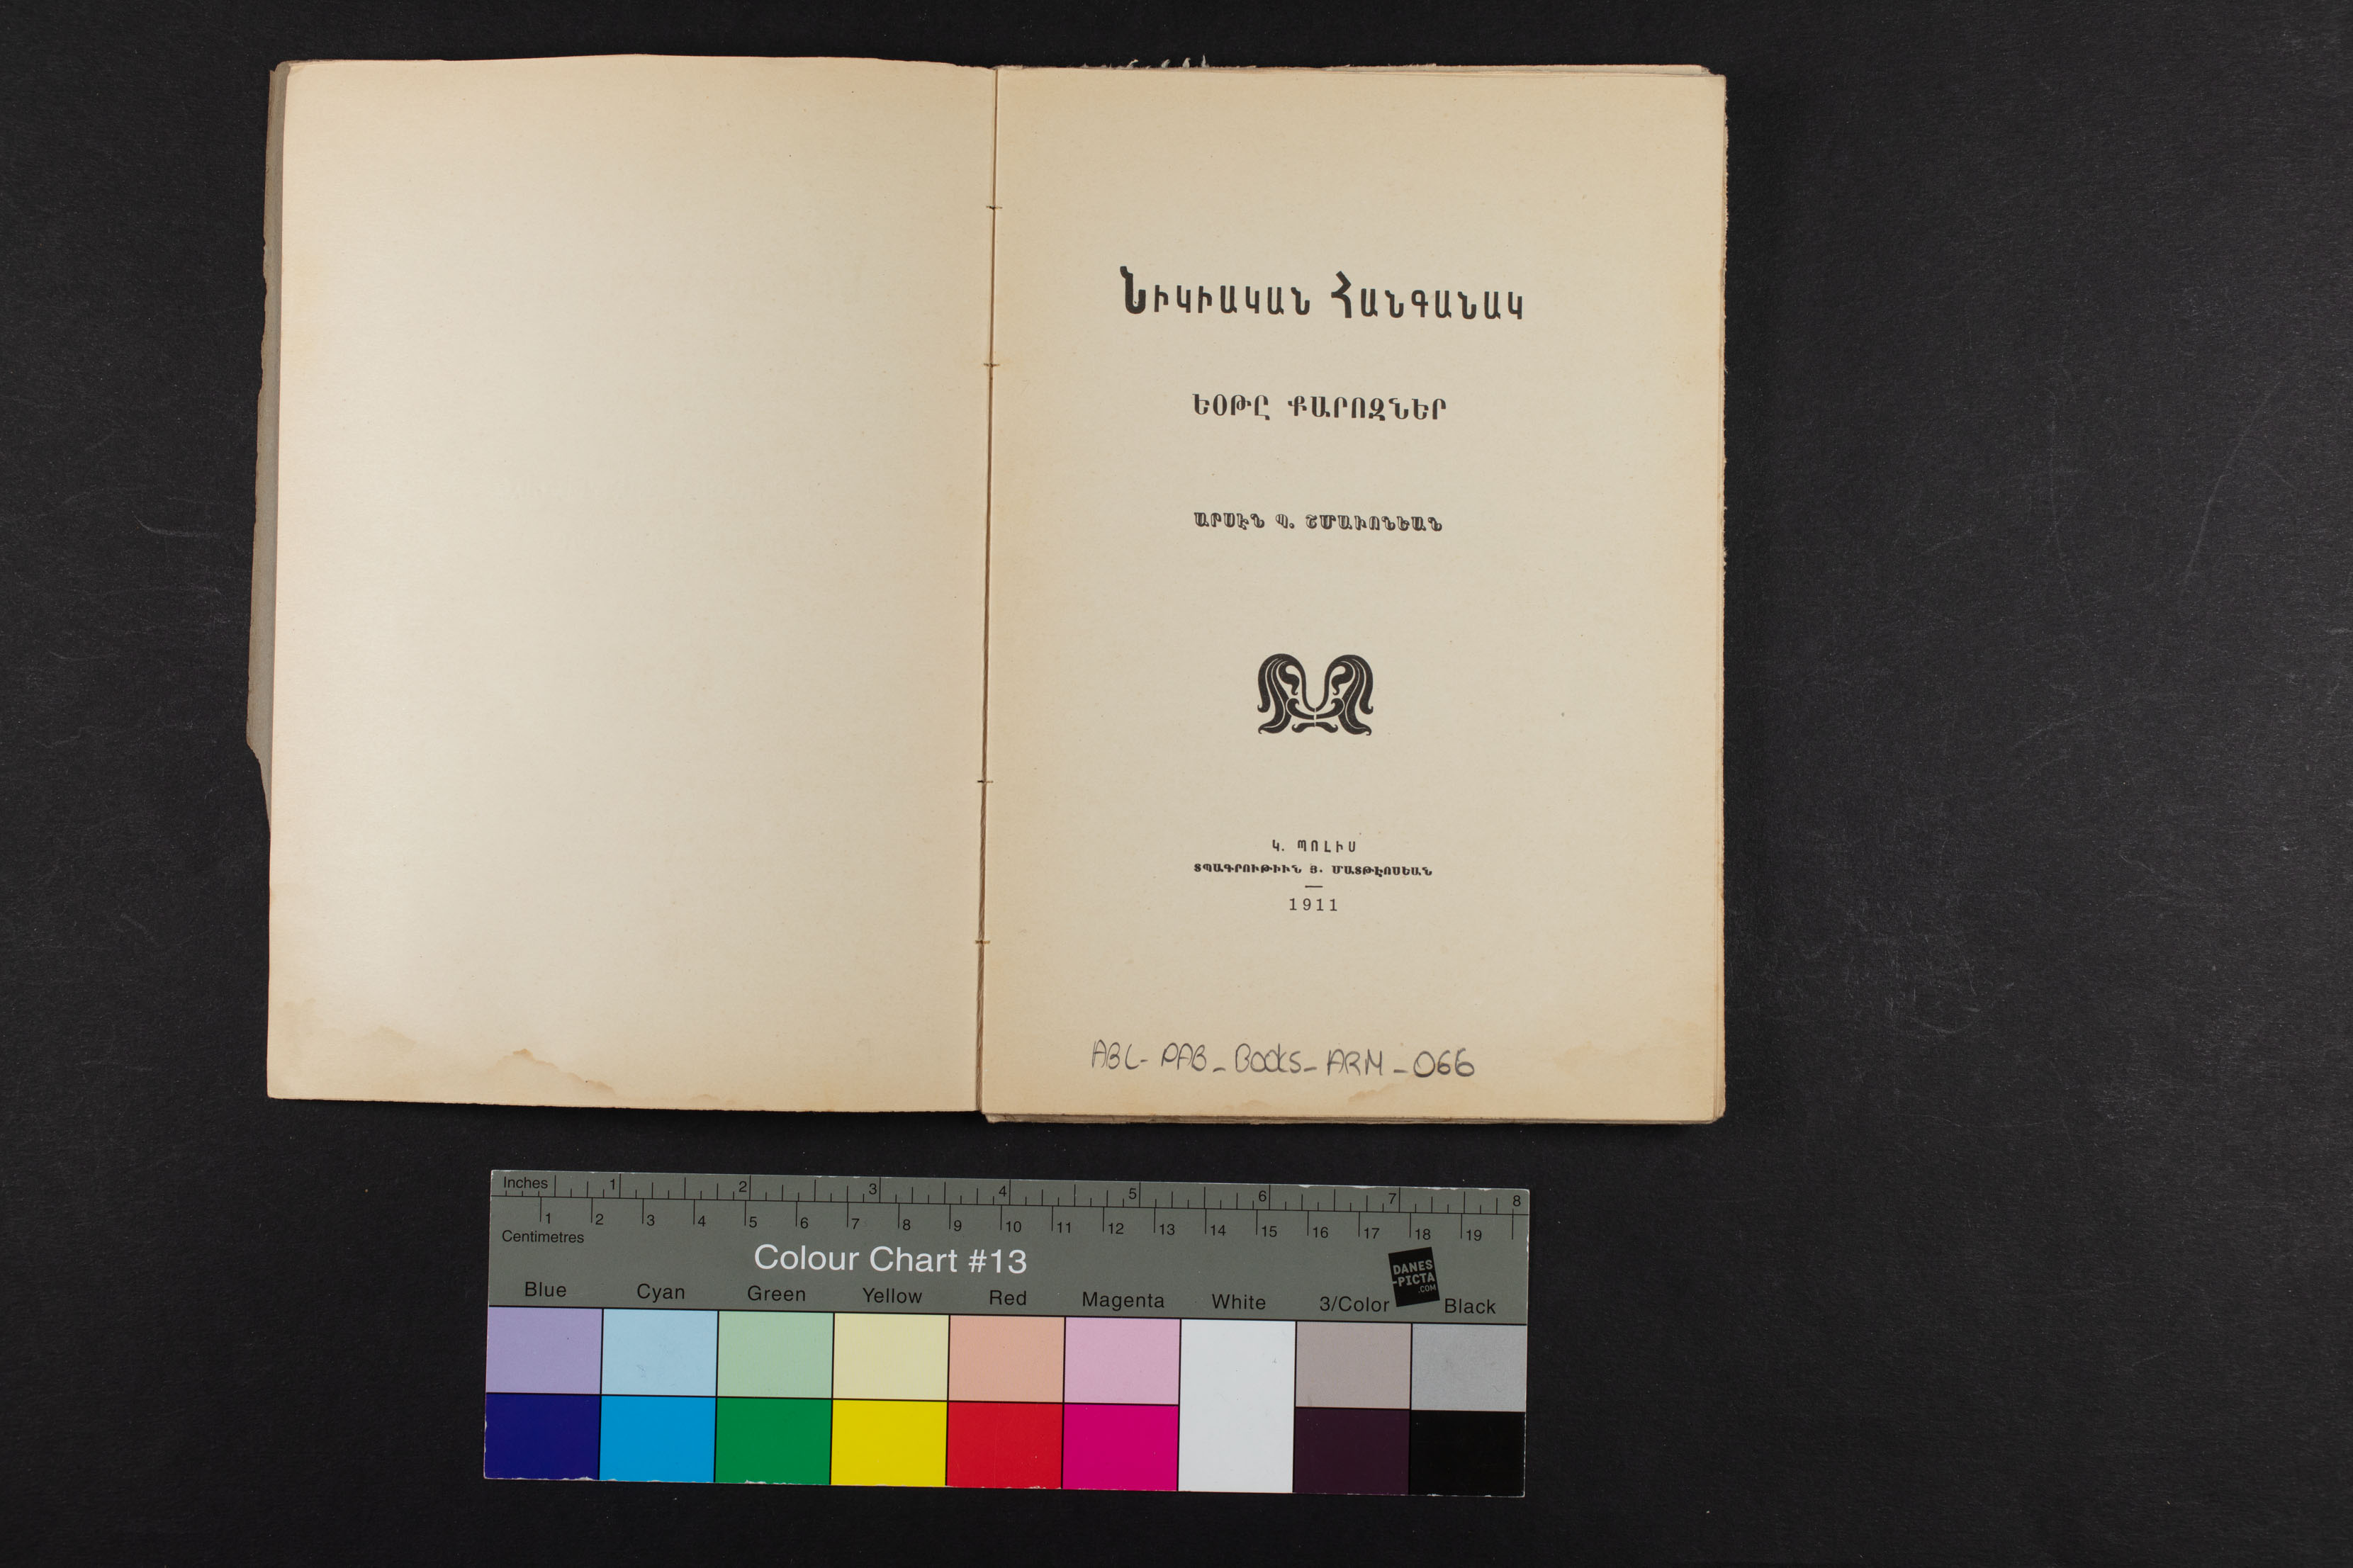 ՆԻԿԻԱԿԱՆ ՀԱՆԳԱՆԱԿ
ԵՕԹԸ ՔԱՐՈԶՆԵՐ
ԱՐՍԷՆ Պ. ՇՄԱՒՈՆԵԱՆ
Կ. ՊՈԼԻՍ
ՏՊԱԳՐՈՒԹԻՒՆ Յ. ՄԱՏԹԷՈՍԵԱՆ
1911
ABL-PAB_Books-ARM-066
Inches 1 2 3 4 5 6 7 8
1 2 3 4 5 6 7 8 9 10 11 12 13 14 15 16 17 18 19
Centimetres
Colour Chart #13
DANES
-PICTA
.COM
Blue Cyan Green Yellow Red Magenta White 3/Color Black